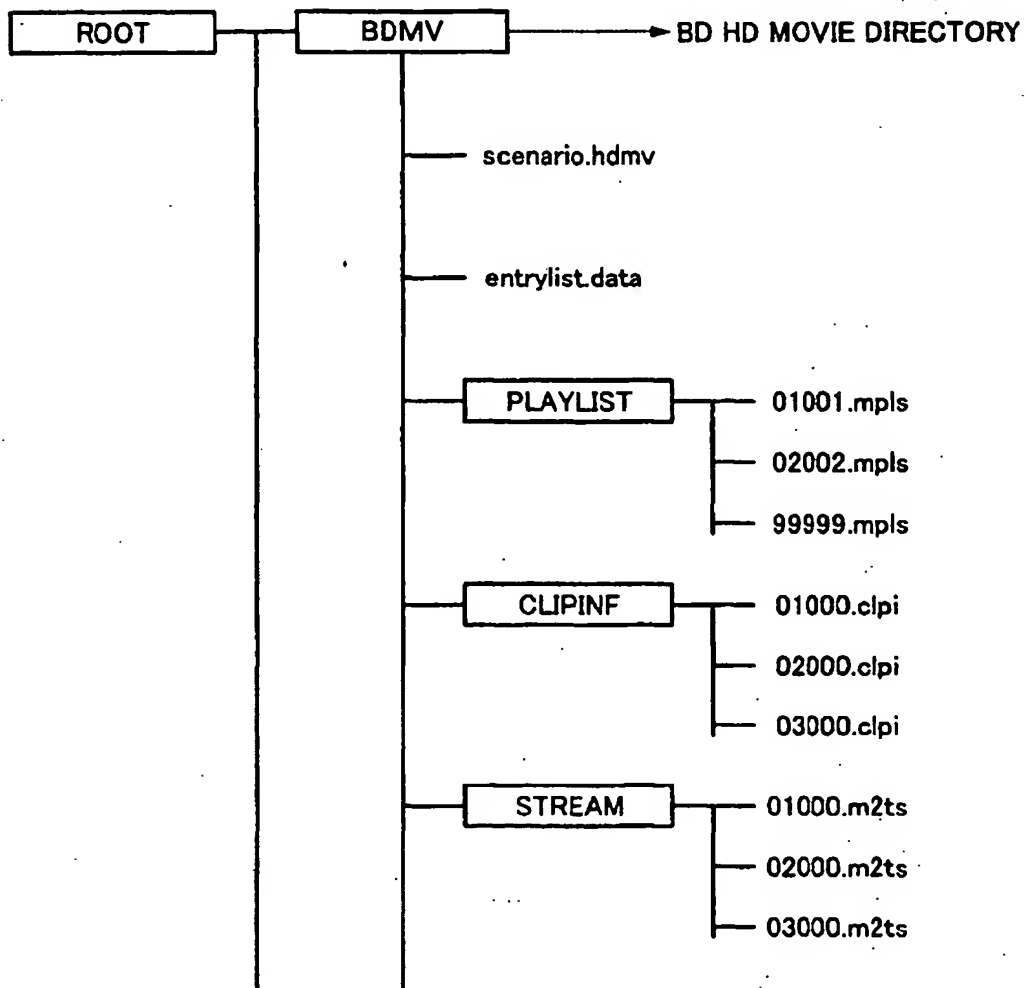 ROOT
BDMV
BD HD MOVIE DIRECTORY
scenario.hdmv
entrylist.data
PLAYLIST
01001.mpls
02002.mpls
99999.mpls
CLIPINF
01000.clpi
02000.clpi
03000.clpi
STREAM
01000.m2ts
02000.m2ts
03000.m2ts